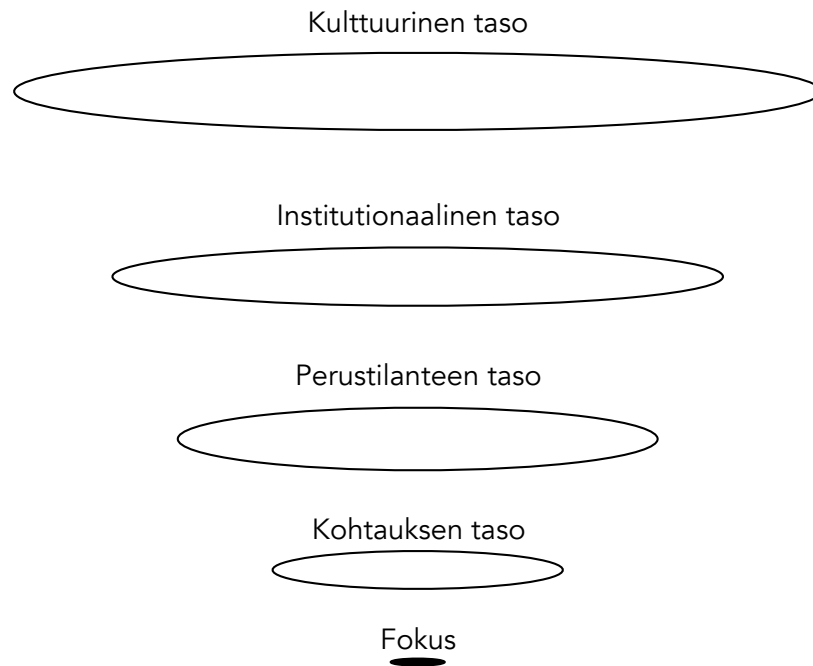 Kulttuurinen taso
Institutionaalinen taso
Perustilanteen taso
Kohtauksen taso
Fokus